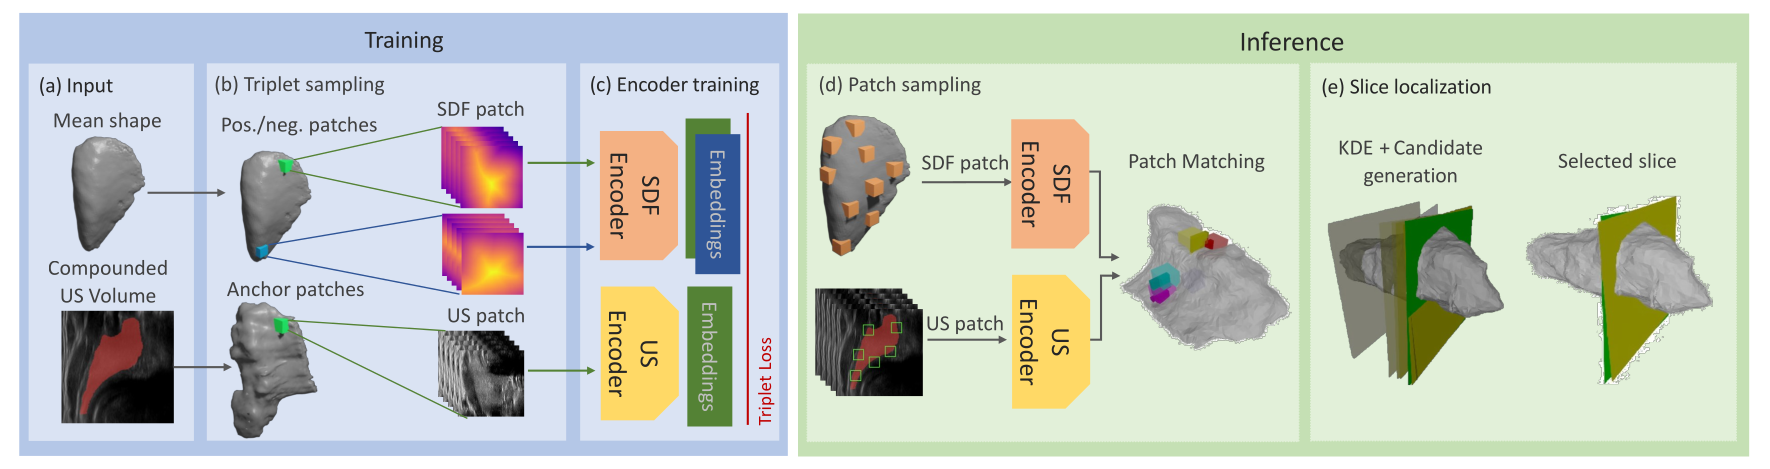 Training
(a) Input
Mean shape
Compounded
US Volume
(b) Triplet sampling
Pos./neg. patches
SDF patch
Anchor patches
US patch
(c) Encoder training
SDF
Encoder
Embeddings
US
Encoder
Embeddings
Triplet Loss
Inference
(d) Patch sampling
SDF patch
SDF
Encoder
US patch
US
Encoder
Patch Matching
(e) Slice localization
KDE + Candidate
generation
Selected slice